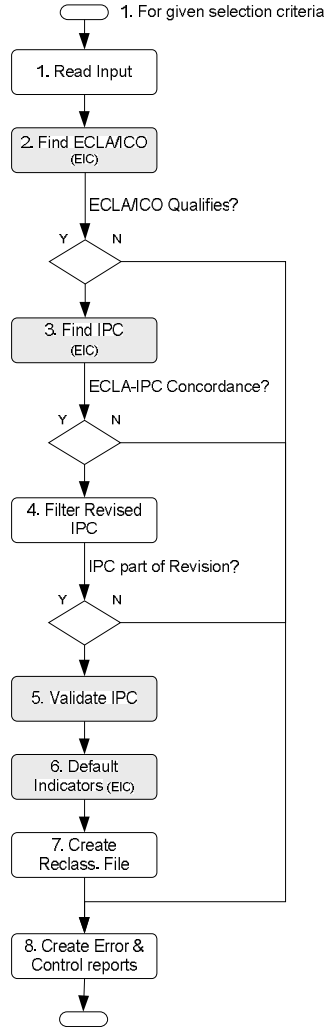 1. For given selection criteria
1. Read Input
2. Find ECLA/ICO
(EIC)
ECLA/ICO Qualifies?
Y N
3. Find IPC
(EIC)
ECLA-IPC Concordance?
Y N
4. Filter Revised
IPC
IPC part of Revision?
Y N
5. Validate IPC
6. Default
Indicators (EIC)
7. Create
Reclass. File
8. Create Error &
Control reports